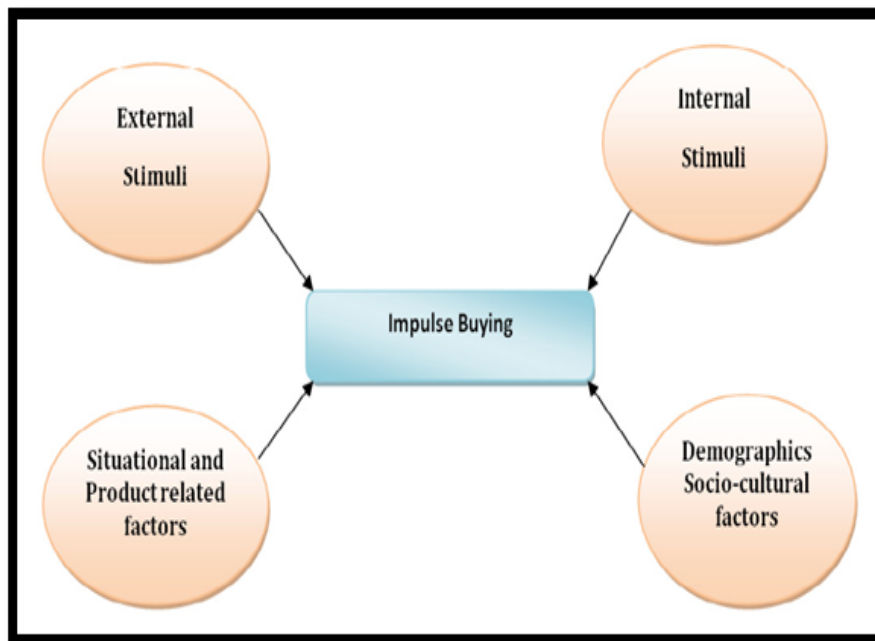 External
Stimuli
Internal
Stimuli
Impulse Buying
Situational and
Product related
factors
Demographics
Socio-cultural
factors